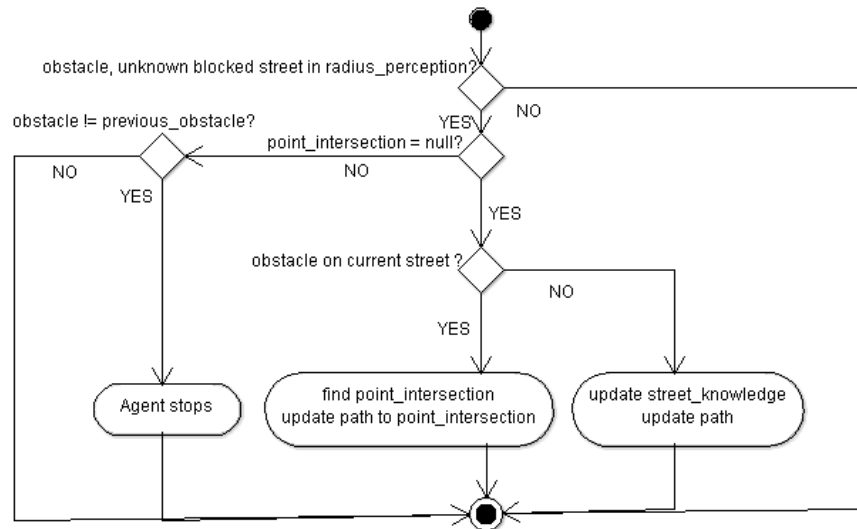 obstacle, unknown blocked street in radius_perception?
NO
YES
obstacle != previous_obstacle?
point_intersection = null?
NO
NO
YES
YES
obstacle on current street ?
NO
YES
Agent stops
find point_intersection
update path to point_intersection
update street_knowledge
update path